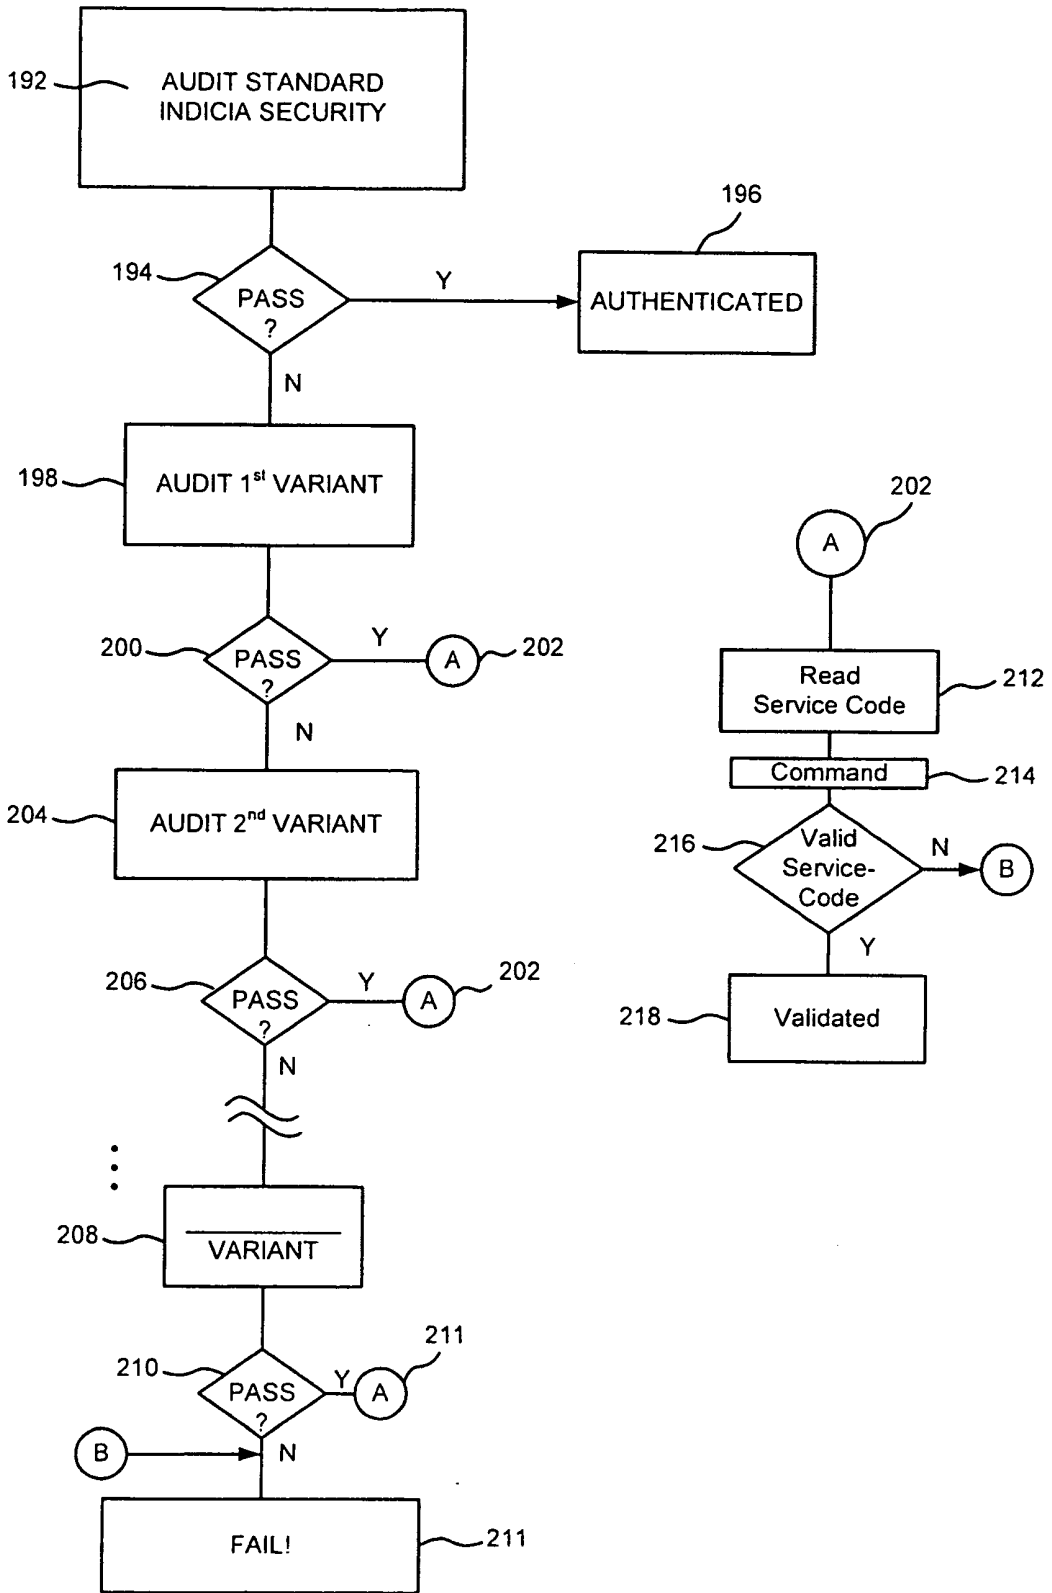 192
AUDIT STANDARD
INDICIA SECURITY
196
194
PASS
?
Y
AUTHENTICATED
N
198
AUDIT 1st VARIANT
200
PASS
?
Y
A
202
N
204
AUDIT 2nd VARIANT
206
PASS
?
Y
A
202
N
208
VARIANT
210
PASS
?
Y
A
211
B
N
FAIL!
211
202
A
Read
Service Code
212
Command
214
216
Valid
Service-
Code
N
B
Y
218
Validated